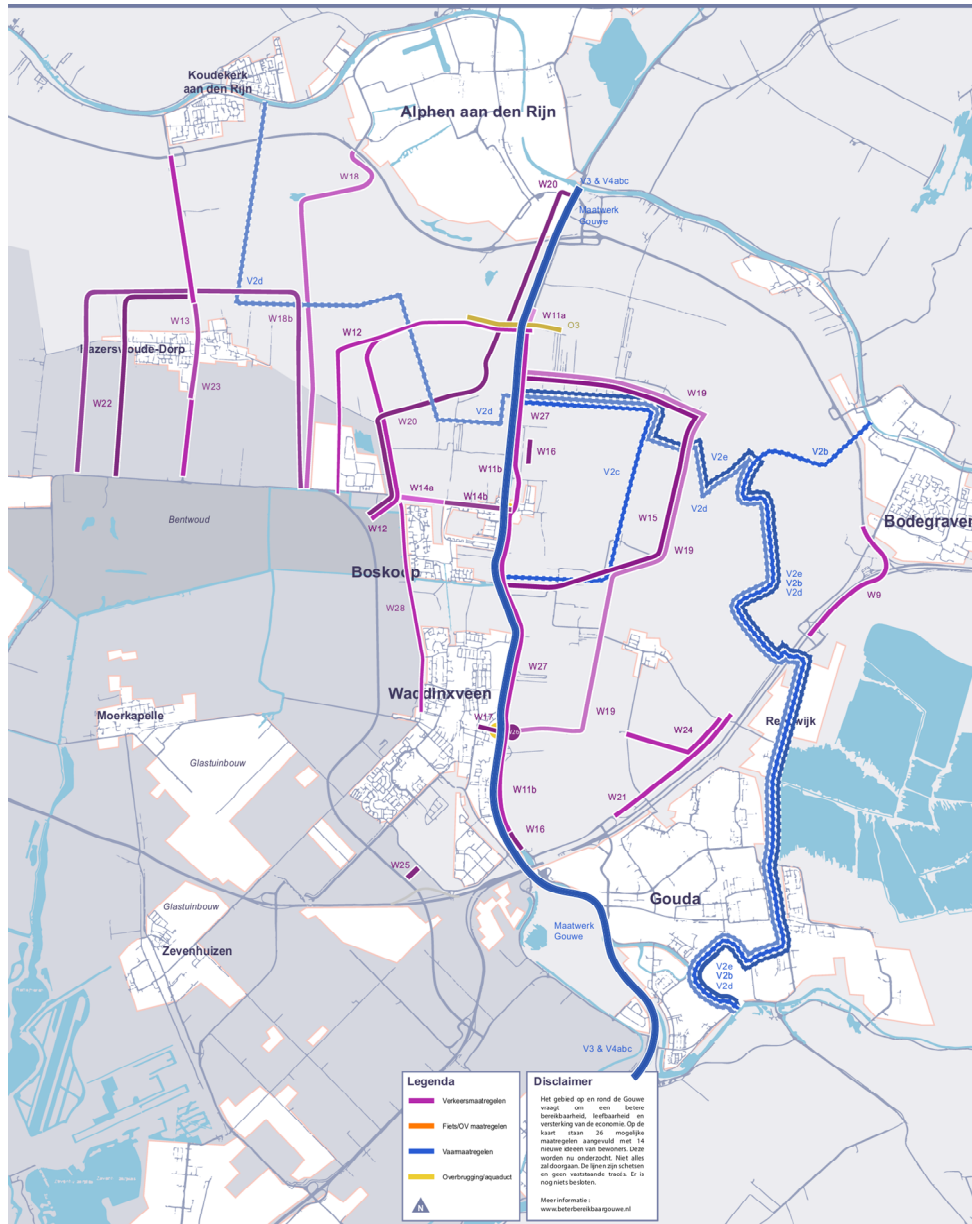 Koudekerk
aan den Rijn
Alphen aan den Rijn
W18
W20
V3 & V4abc
Maatwerk
Gouwe
V2d
W13
W18b
W12
W11a
O3
Hazerswoude-Dorp
W23
W22
W20
V2d
W27
W19
W16
V2e
V2b
W11b
V2c
V2d
W14a
W14b
W15
Bentwoud
W12
Bodegraven
W19
Boskoop
V2e
V2b
V2d
W9
W28
W27
Waddinxveen
Moerkapelle
W17
W26
W19
W24
Reeuwijk
Glastuinbouw
W11b
W21
W16
W25
Gouda
Glastuinbouw
Zevenhuizen
Maatwerk
Gouwe
V2e
V2b
V2d
V3 & V4abc
Legenda
Verkeersmaatregelen
Fiets/OV maatregelen
Vaarmaatregelen
Overbrugging/aquaduct
N
Disclaimer
Het gebied op en rond de Gouwe
vraagt om een betere
bereikbaarheid, leefbaarheid en
versterking van de economie. Op de
kaart staan 26 mogelijke
maatregelen aangevuld met 14
nieuwe ideeën van bewoners. Deze
worden nu onderzocht. Niet alles
zal doorgaan. De lijnen zijn schetsen
en geen vaststaande tracés. Er is
nog niets besloten.
Meer informatie :
www.beterbereikbaargouwe.nl